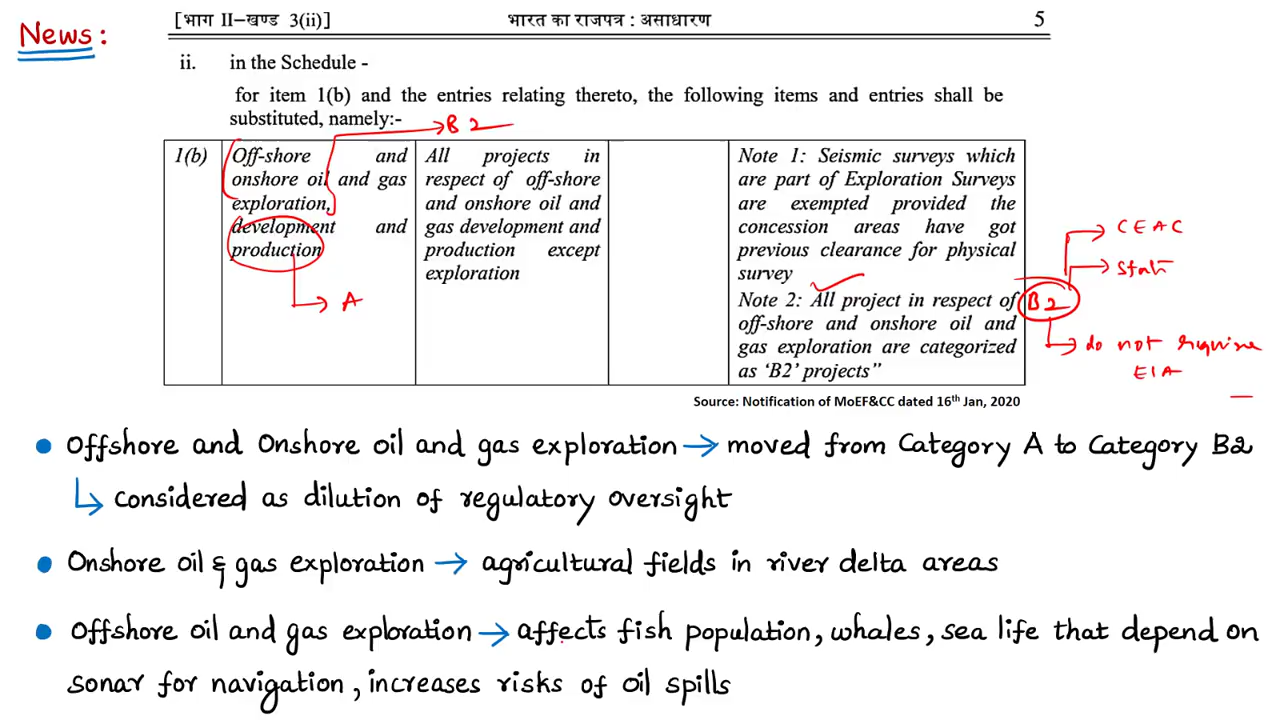 [भाग II—खण्ड 3(ii)] भारत का राजपत्र : असाधारण 5
News:
ii. in the Schedule -
for item 1(b) and the entries relating thereto, the following items and entries shall be
substituted, namely:-
B2
1(b) Off-shore and All projects in Note 1: Seismic surveys which
onshore oil and gas respect of off-shore are part of Exploration Surveys
exploration, and onshore oil and are exempted provided the
development and gas development and concession areas have got
production production except previous clearance for physical
exploration survey
CEAC
State
A
Note 2: All project in respect of B2
off-shore and onshore oil and
gas exploration are categorized
as ‘B2’ projects”
do not require
EIA
Source: Notification of MoEF&CC dated 16th Jan, 2020
• Offshore and Onshore oil and gas exploration → moved from Category A to Category B2
↳ considered as dilution of regulatory oversight
• Onshore oil & gas exploration → agricultural fields in river delta areas
• Offshore oil and gas exploration → affects fish population, whales, sea life that depend on
sonar for navigation, increases risks of oil spills